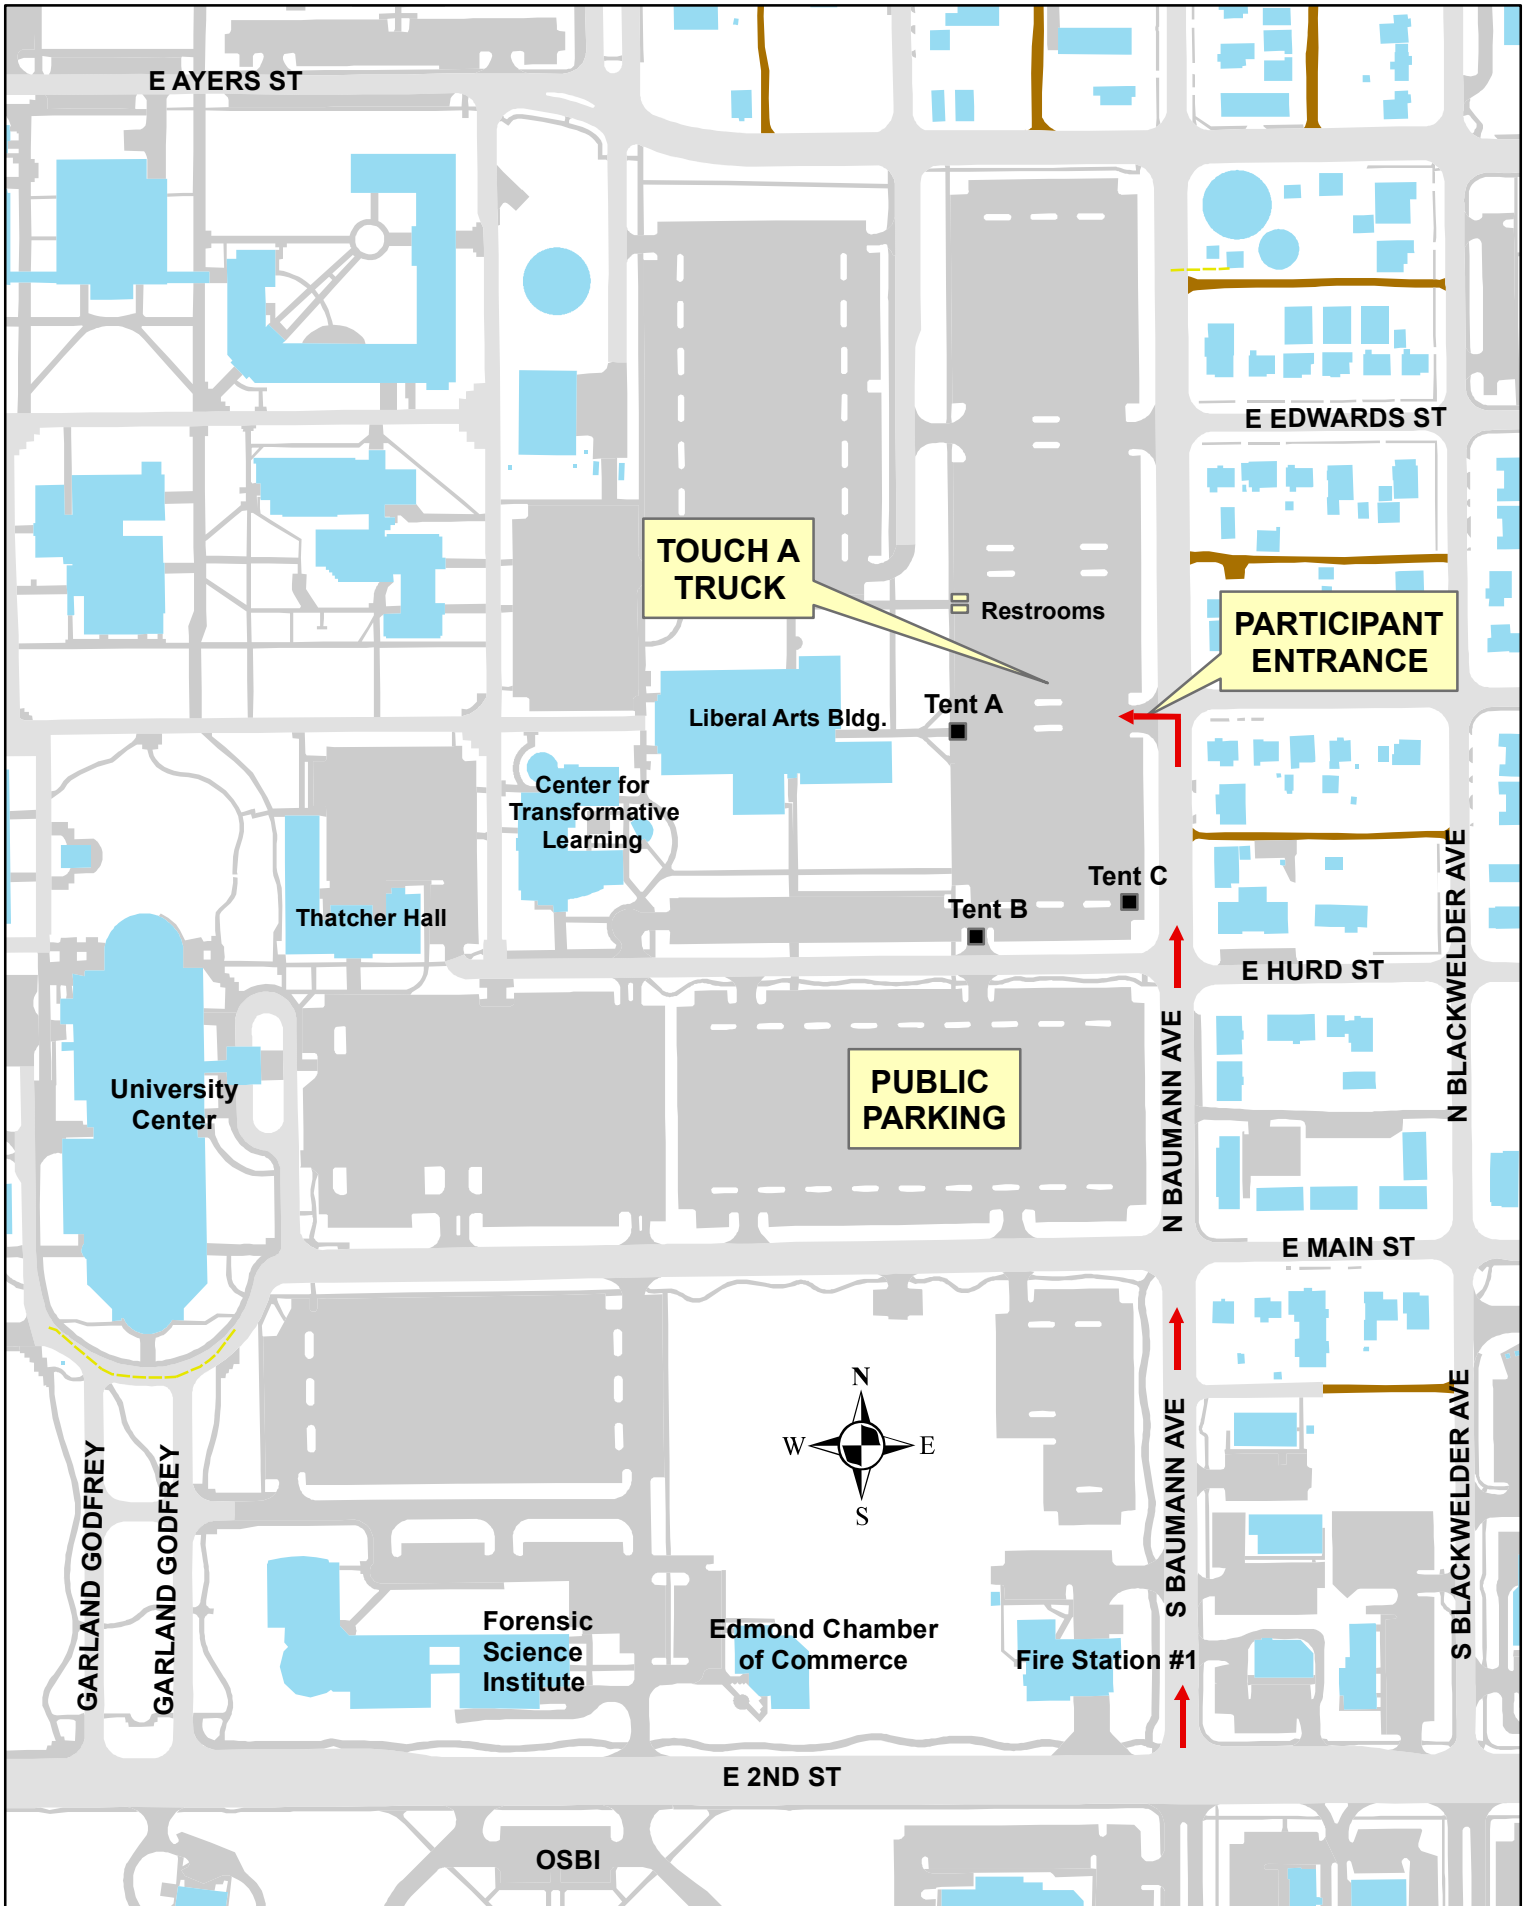 E AYERS ST
E EDWARDS ST
TOUCH A
TRUCK
Restrooms
PARTICIPANT
ENTRANCE
Tent A
Liberal Arts Bldg.
Center for
Transformative
Learning
Tent C
Thatcher Hall
Tent B
E HURD ST
N BLACKWELDER AVE
N BAUMANN AVE
PUBLIC
PARKING
University
Center
E MAIN ST
N
W
E
S
S BAUMANN AVE
S BLACKWELDER AVE
GARLAND GODFREY
GARLAND GODFREY
Forensic
Science
Institute
Edmond Chamber
of Commerce
Fire Station #1
E 2ND ST
OSBI